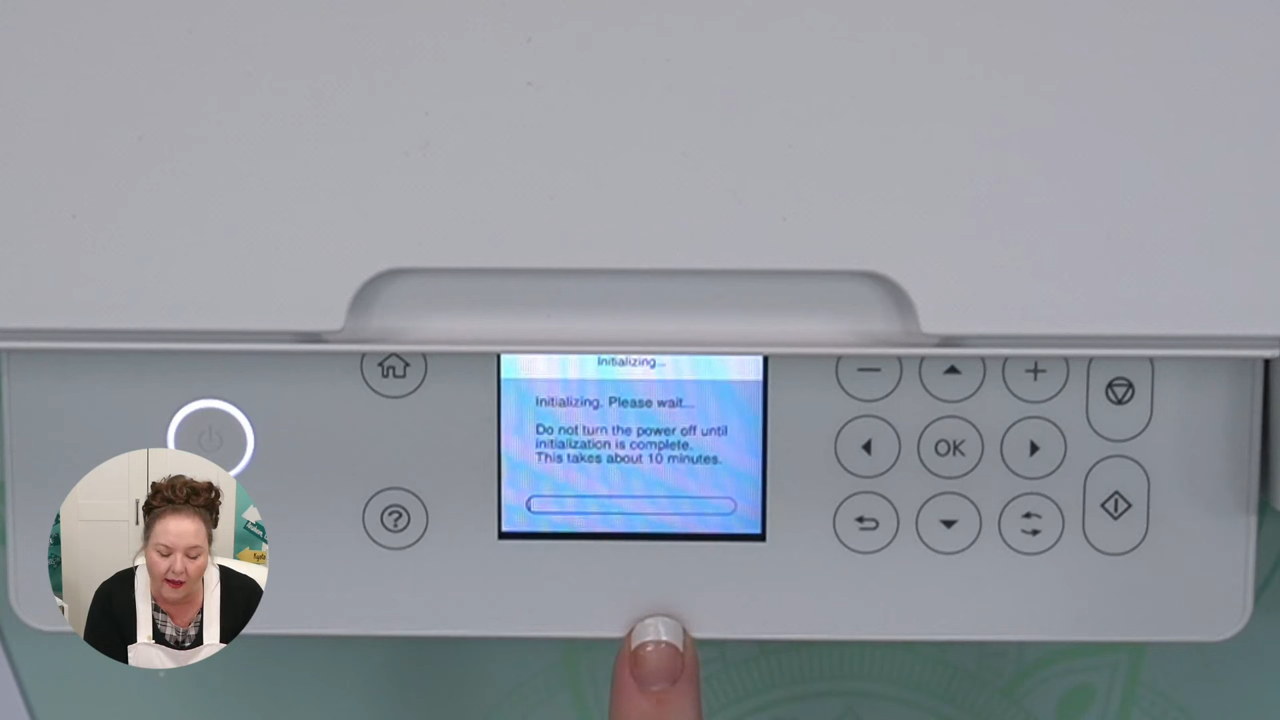 Initializing...
Initializing. Please wait...
Do not turn the power off until
initialization is complete.
This takes about 10 minutes.
OK
?